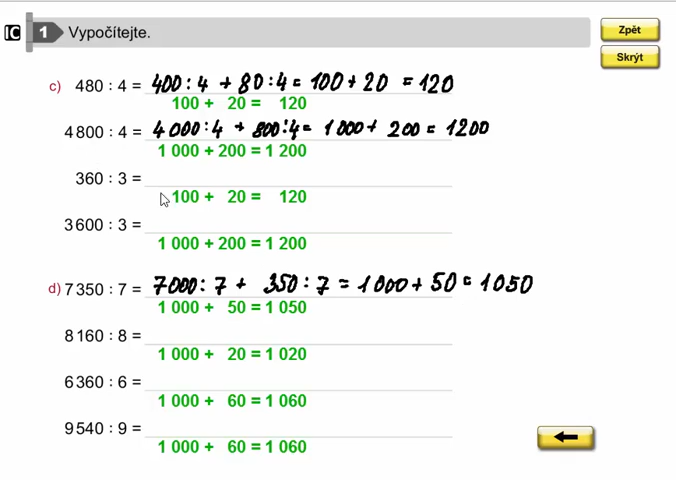 IC 1 Vypočítejte. Zpět
Skrýt
c) 480 : 4 = 400 : 4 + 80 : 4 = 100 + 20 = 120
100 + 20 = 120
4 800 : 4 = 4 000 : 4 + 800 : 4 = 1 000 + 200 = 1200
1 000 + 200 = 1 200
360 : 3 =
100 + 20 = 120
3 600 : 3 =
1 000 + 200 = 1 200
d) 7 350 : 7 = 7000 : 7 + 350 : 7 = 1 000 + 50 = 1 050
1 000 + 50 = 1 050
8 160 : 8 =
1 000 + 20 = 1 020
6 360 : 6 =
1 000 + 60 = 1 060
9 540 : 9 =
1 000 + 60 = 1 060